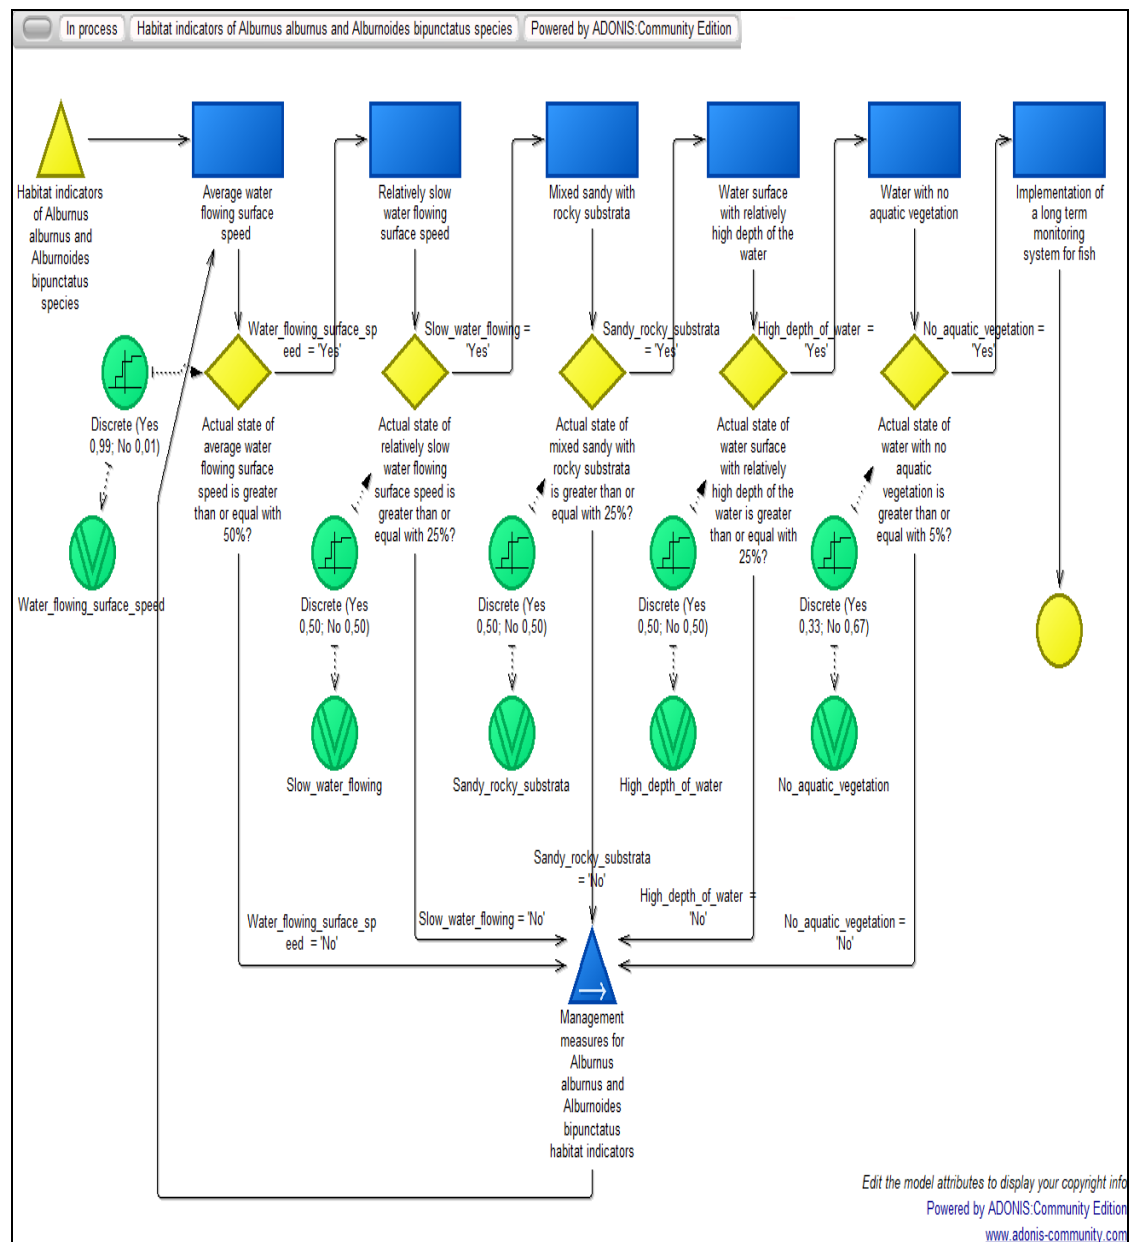 In process
Habitat indicators of Alburnus alburnus and Alburnoides bipunctatus species
Powered by ADONIS:Community Edition
Habitat indicators
of Alburnus
alburnus and
Alburnoides
bipunctatus
species
Average water
flowing surface
speed
Relatively slow
water flowing
surface speed
Mixed sandy with
rocky substrata
Water surface
with relatively
high depth of the
water
Water with no
aquatic vegetation
Implementation of
a long term
monitoring
system for fish
Water_flowing_surface_sp
eed = 'Yes'
Slow_water_flowing =
'Yes'
Sandy_rocky_substrata
= 'Yes'
High_depth_of_water =
'Yes'
No_aquatic_vegetation =
'Yes'
Discrete (Yes
0,99; No 0,01)
Water_flowing_surface_speed
Actual state of
average water
flowing surface
speed is greater
than or equal with
50%?
Actual state of
relatively slow
water flowing
surface speed is
greater than or
equal with 25%?
Actual state of
mixed sandy with
rocky substrata
is greater than or
equal with 25%?
Actual state of
water surface
with relatively
high depth of the
water is greater
than or equal with
25%?
Actual state of
water with no
aquatic
vegetation is
greater than or
equal with 5%?
Discrete (Yes
0,50; No 0,50)
Discrete (Yes
0,50; No 0,50)
Discrete (Yes
0,50; No 0,50)
Discrete (Yes
0,33; No 0,67)
Slow_water_flowing
Sandy_rocky_substrata
High_depth_of_water
No_aquatic_vegetation
Sandy_rocky_substrata
= 'No'
Water_flowing_surface_sp
eed = 'No'
Slow_water_flowing = 'No'
High_depth_of_water =
'No'
No_aquatic_vegetation =
'No'
Management
measures for
Alburnus
alburnus and
Alburnoides
bipunctatus
habitat indicators
Edit the model attributes to display your copyright info
Powered by ADONIS:Community Edition
www.adonis-community.com